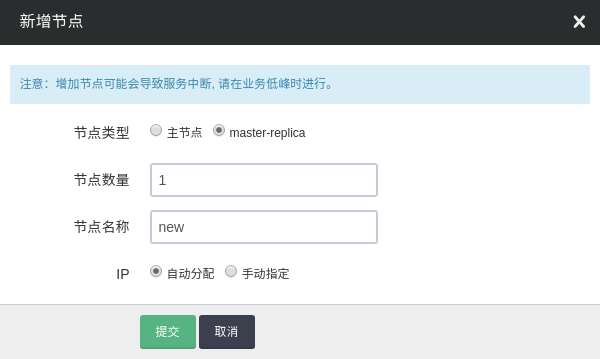 新增节点
注意：增加节点可能会导致服务中断, 请在业务低峰时进行。
节点类型 主节点 master-replica
节点数量 1
节点名称 new
IP 自动分配 手动指定
提交 取消